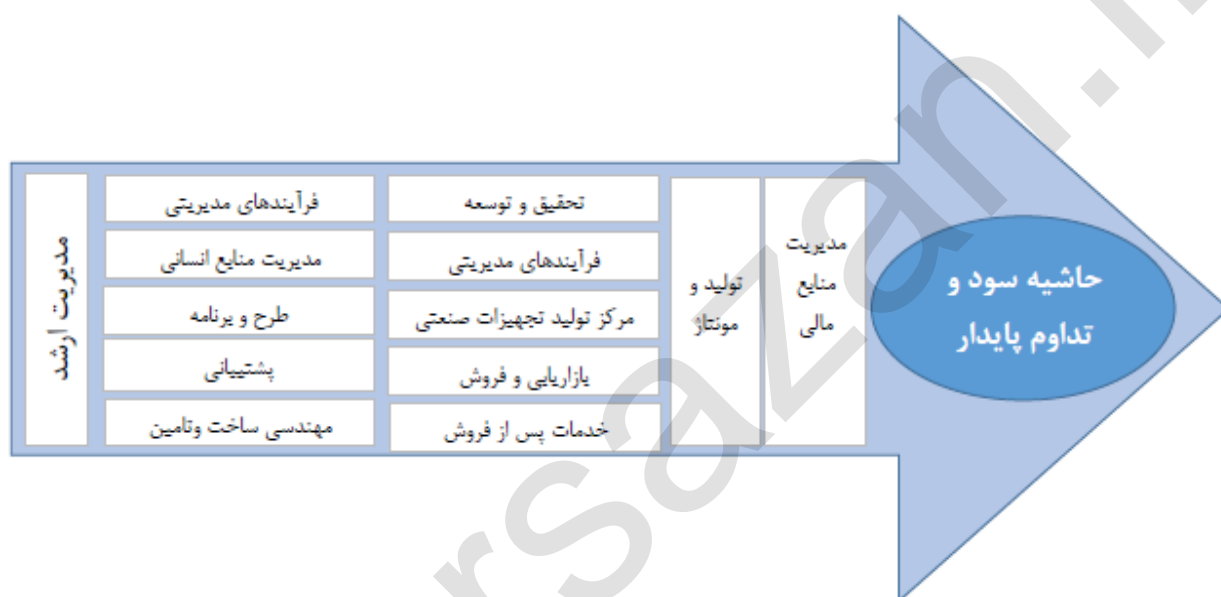 مدیریت ارشد
فرآیندهای مدیریتی
مدیریت منابع انسانی
طرح و برنامه
پشتیبانی
مهندسی ساخت وتامین
تحقیق و توسعه
فرآیندهای مدیریتی
مرکز تولید تجهیزات صنعتی
بازاریابی و فروش
خدمات پس از فروش
تولید و
مونتاژ
مدیریت
منابع
مالی
حاشیه سود و
تداوم پایدار
rsazan.